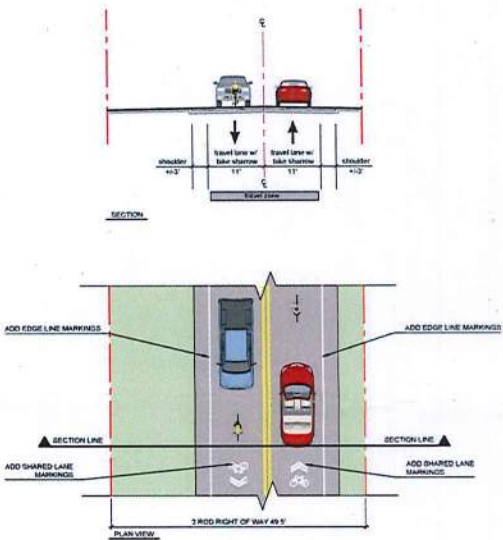 ℄
shoulder
+/-3'
travel lane w/
bike sharrow
11'
travel lane w/
bike sharrow
11'
shoulder
+/-3'
℄
travel zone
SECTION
ADD EDGE LINE MARKINGS
ADD EDGE LINE MARKINGS
SECTION LINE
SECTION LINE
ADD SHARED LANE
MARKINGS
ADD SHARED LANE
MARKINGS
3 ROD RIGHT OF WAY 49.5'
PLAN VIEW